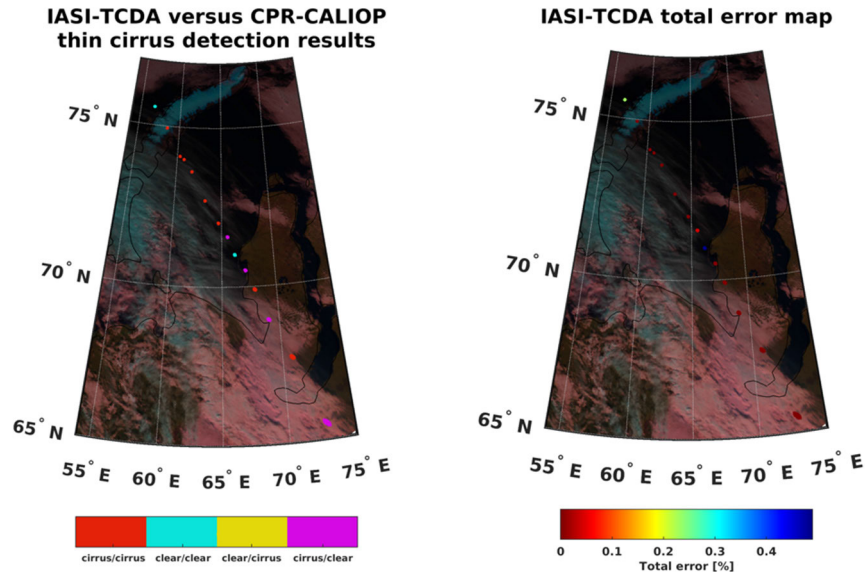 IASI-TCDA versus CPR-CALIOP
thin cirrus detection results
75° N
70° N
65° N
55° E
60° E
65° E
70° E
75° E
cirrus/cirrus
clear/clear
clear/cirrus
cirrus/clear
IASI-TCDA total error map
75° N
70° N
65° N
55° E
60° E
65° E
70° E
75° E
0
0.1
0.2
0.3
0.4
Total error [%]